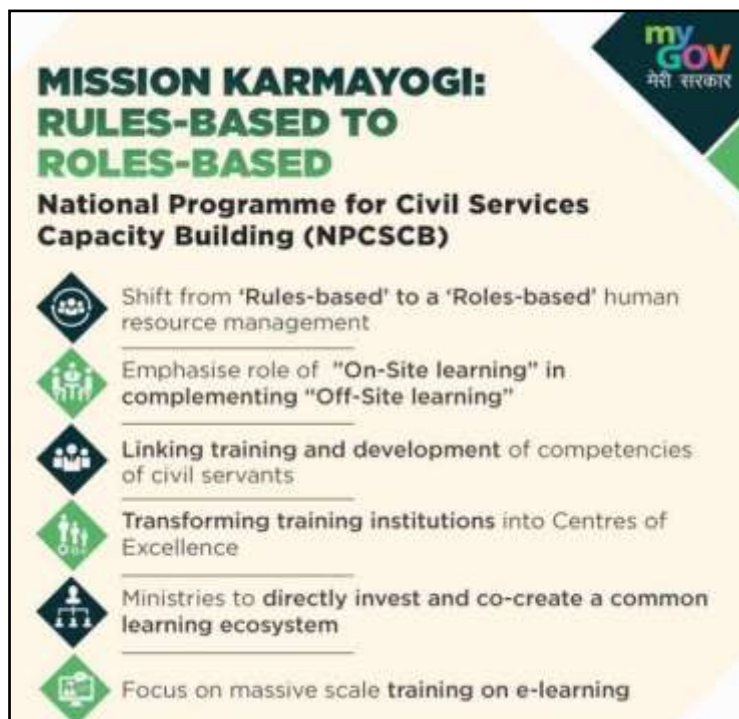 my
GOV
मेरी सरकार
MISSION KARMAYOGI:
RULES-BASED TO
ROLES-BASED
National Programme for Civil Services
Capacity Building (NPCSCB)
Shift from ‘Rules-based’ to a ‘Roles-based’ human
resource management
Emphasise role of ”On-Site learning” in
complementing “Off-Site learning”
Linking training and development of competencies
of civil servants
Transforming training institutions into Centres of
Excellence
Ministries to directly invest and co-create a common
learning ecosystem
Focus on massive scale training on e-learning